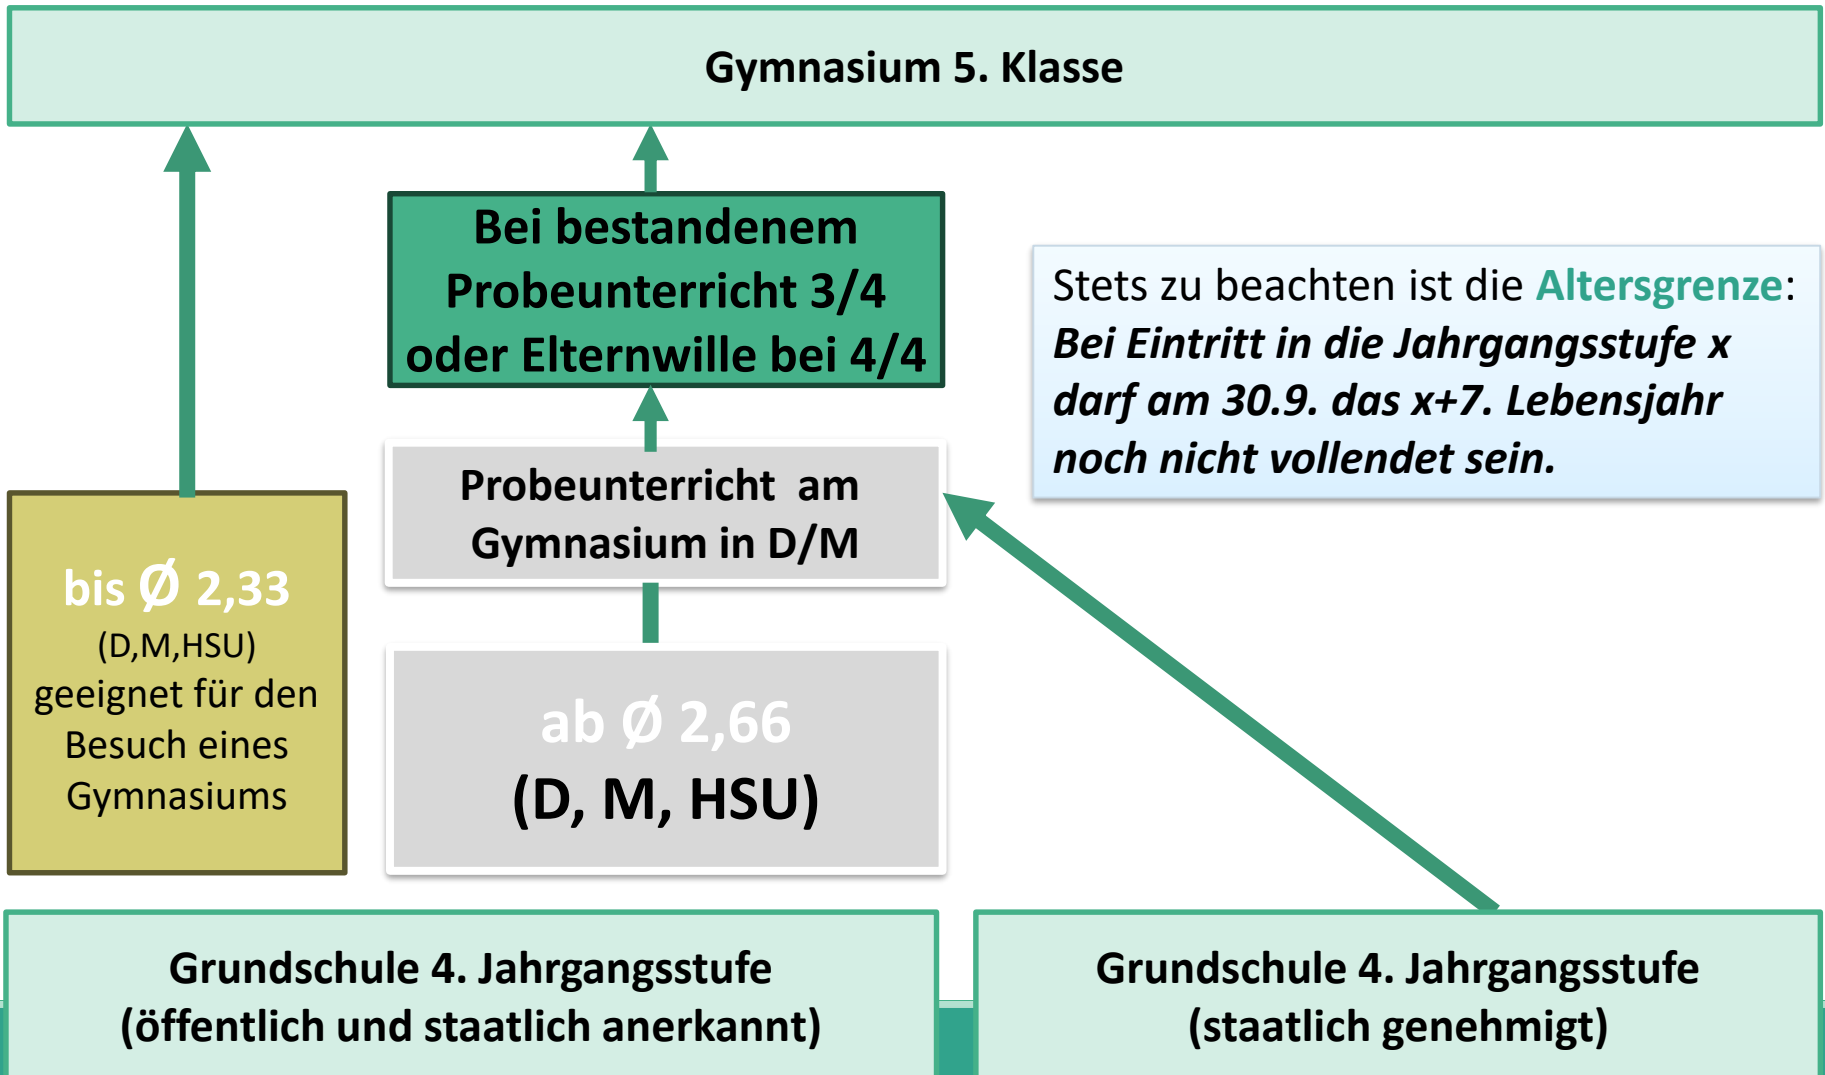 Gymnasium 5. Klasse
Bei bestandenem
Probeunterricht 3/4
oder Elternwille bei 4/4
Stets zu beachten ist die Altersgrenze:
Bei Eintritt in die Jahrgangsstufe x
darf am 30.9. das x+7. Lebensjahr
noch nicht vollendet sein.
Probeunterricht am
Gymnasium in D/M
bis Ø 2,33
(D,M,HSU)
geeignet für den
Besuch eines
Gymnasiums
ab Ø 2,66
(D, M, HSU)
Grundschule 4. Jahrgangsstufe
(öffentlich und staatlich anerkannt)
Grundschule 4. Jahrgangsstufe
(staatlich genehmigt)